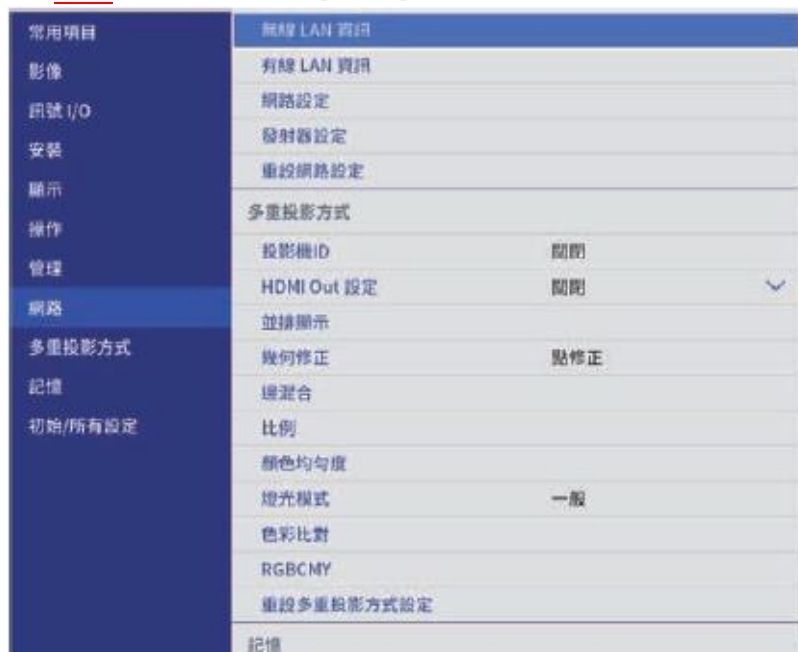 常用項目
影像
訊號 I/O
安裝
顯示
操作
管理
網路
多重投影方式
記憶
初始/所有設定
無線 LAN 資訊
有線 LAN 資訊
網路設定
發射器設定
重設網路設定
多重投影方式
投影機ID 關閉
HDMI Out 設定 關閉
並排顯示
幾何修正 點修正
邊混合
比例
顏色均勻度
燈光模式 一般
色彩比對
RGBCMY
重設多重投影方式設定
記憶